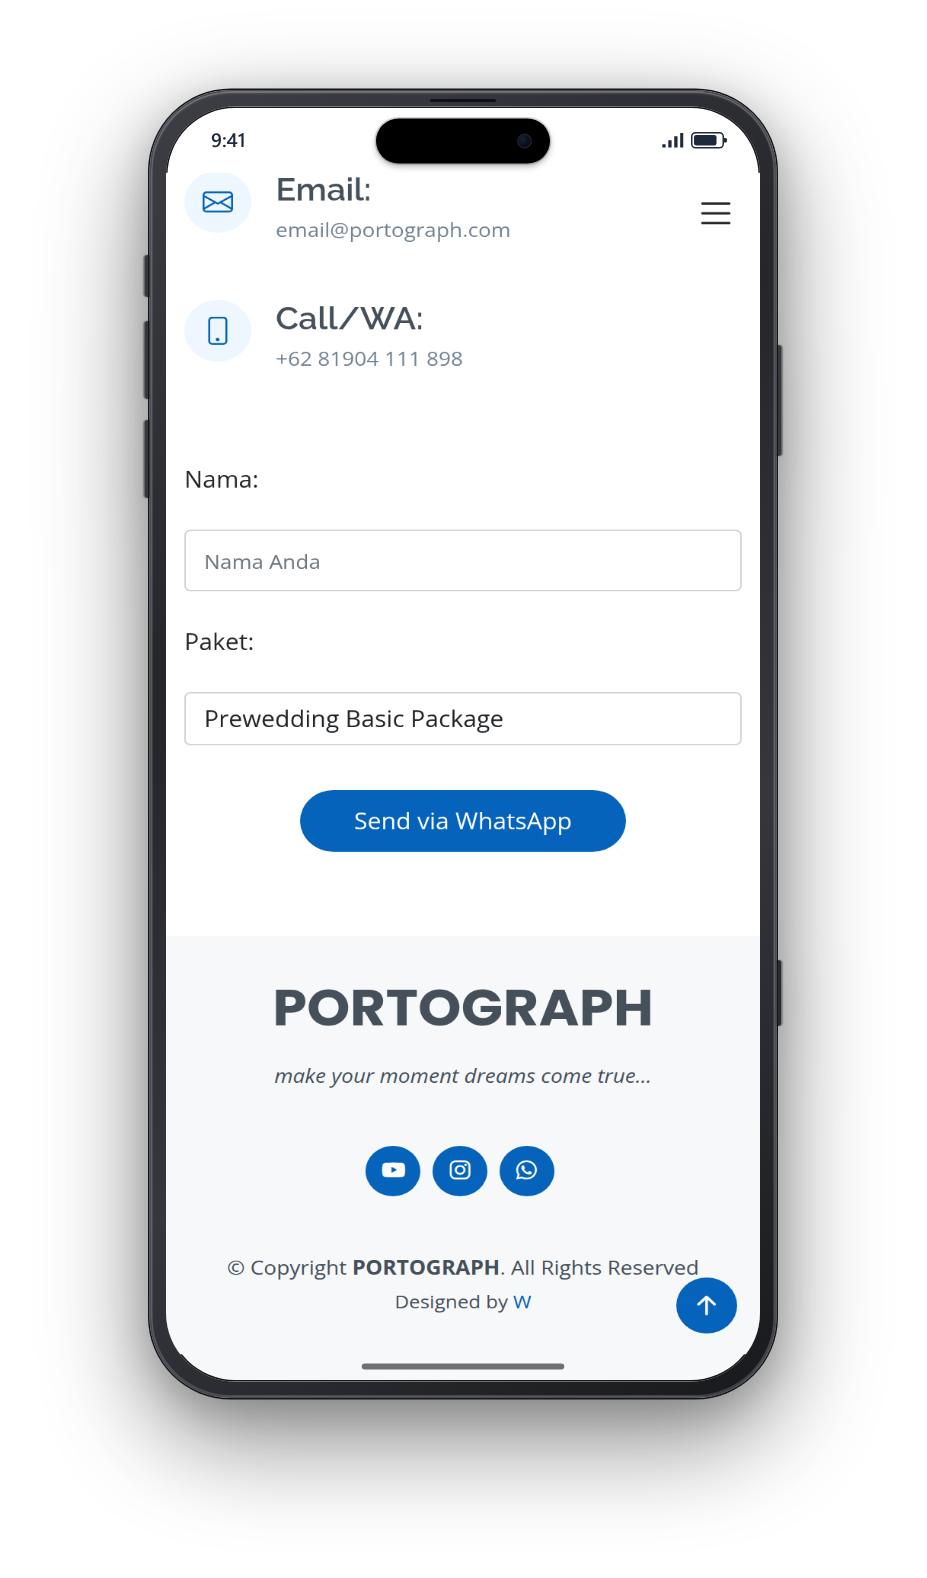 9:41
Email:
email@portograph.com
Call/WA:
+62 81904 111 898
Nama:
Nama Anda
Paket:
Prewedding Basic Package
Send via WhatsApp
PORTOGRAPH
make your moment dreams come true...
© Copyright PORTOGRAPH. All Rights Reserved
Designed by W